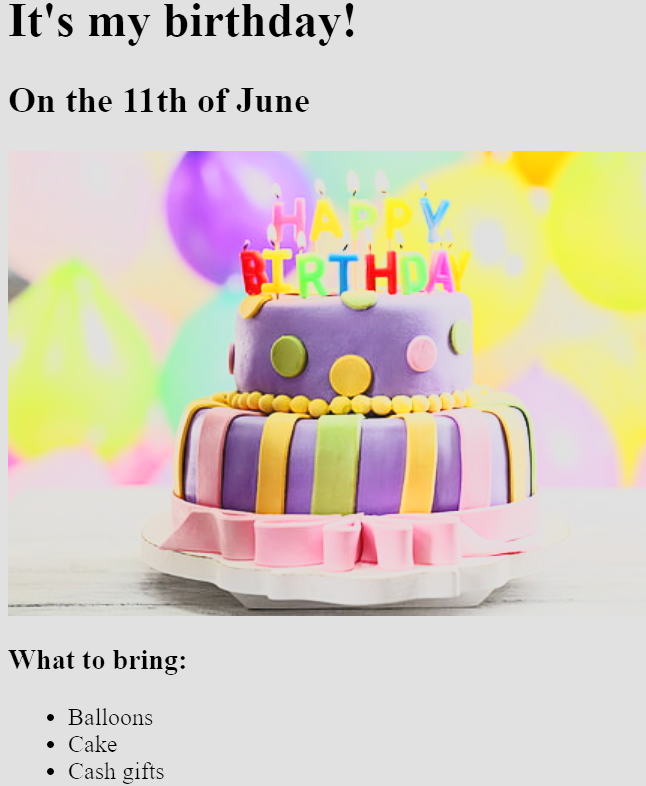 It's my birthday!
On the 11th of June
HAPPY
BIRTHDAY
What to bring:
Balloons
Cake
Cash gifts